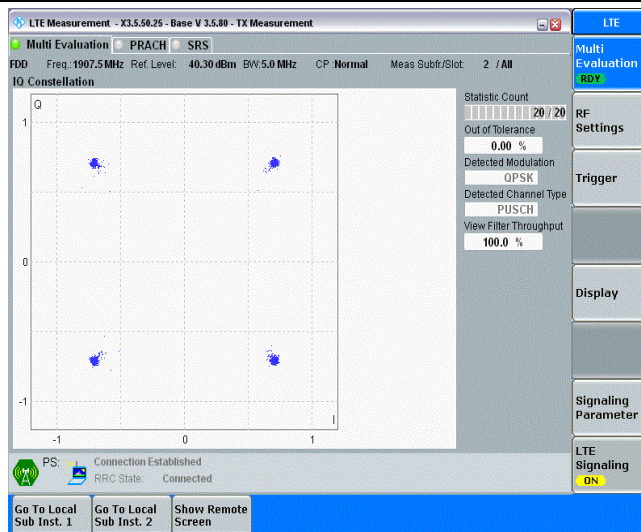 LTE Measurement - X3.5.50.25 - Base V 3.5.80 - TX Measurement
LTE
Multi Evaluation PRACH SRS
Multi
Evaluation
RDY
FDD Freq.:1907.5 MHz Ref. Level: 40.30 dBm BW:5.0 MHz CP :Normal Meas Subfr./Slot: 2 / All
IQ Constellation
Q
1
0
-1
I
-1 0 1
Statistic Count
20 / 20
Out of Tolerance
0.00 %
Detected Modulation
QPSK
Detected Channel Type
PUSCH
View Filter Throughput
100.0 %
RF
Settings
Trigger
Display
Signaling
Parameter
LTE
Signaling
ON
PS: Connection Established
RRC State: Connected
Go To Local
Sub Inst. 1
Go To Local
Sub Inst. 2
Show Remote
Screen